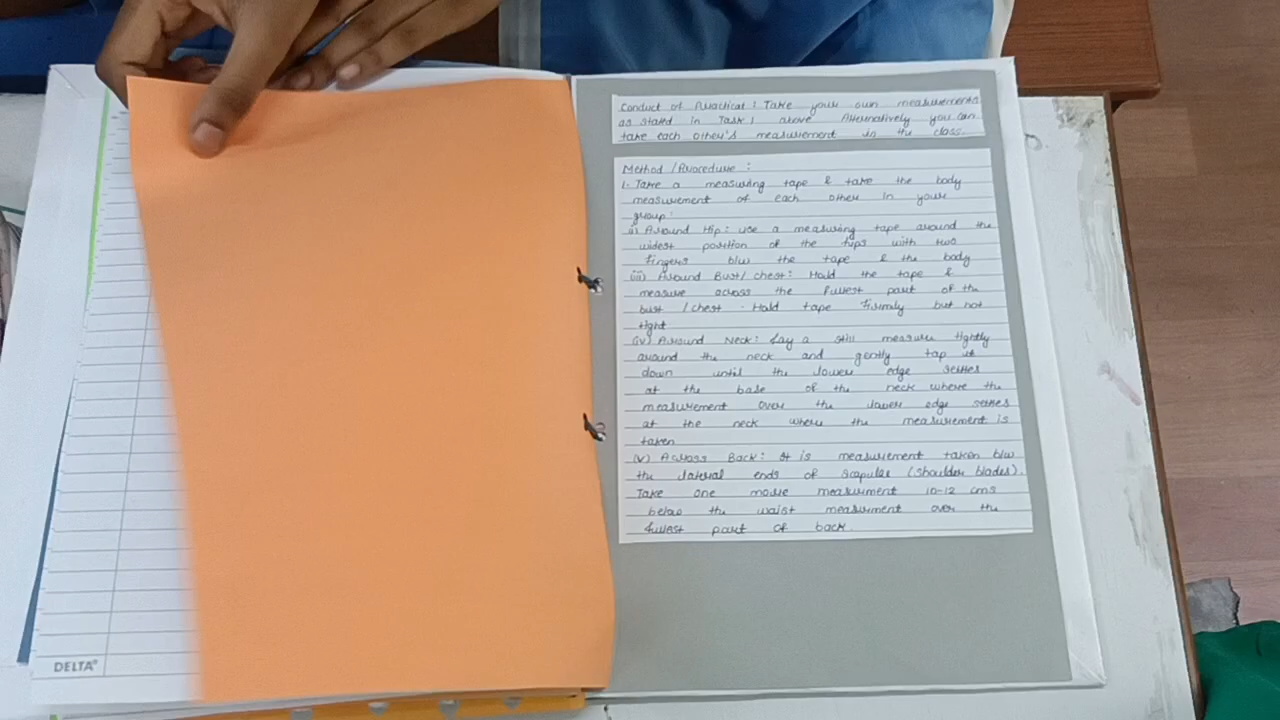 Conduct of Practical : Take your own measurements
as stated in Task 1 above Alternatively you can
take each other's measurement in the class.
Method / Procedure :
i. Take a measuring tape & take the body
measurement of each other in your
group.
ii) Around Hip : use a measuring tape around the
widest position of the hips with two
fingers b/w the tape & the body
iii) Around Bust / chest : Hold the tape &
measure across the fullest part of the
bust / chest . Hold tape firmly but not
tight
(iv) Around Neck : Lay a still measure tightly
around the neck and gently tap it
down until the lower edge settles
at the base of the neck where the
measurement over the lower edge settles
at the neck where the measurement is
taken
(v) Across Back : It is measurement taken b/w
the lateral ends of scapulae (shoulder blades).
Take one more measurment 10-12 cms
below the waist measurment over the
fullest part of back.
DELTA®